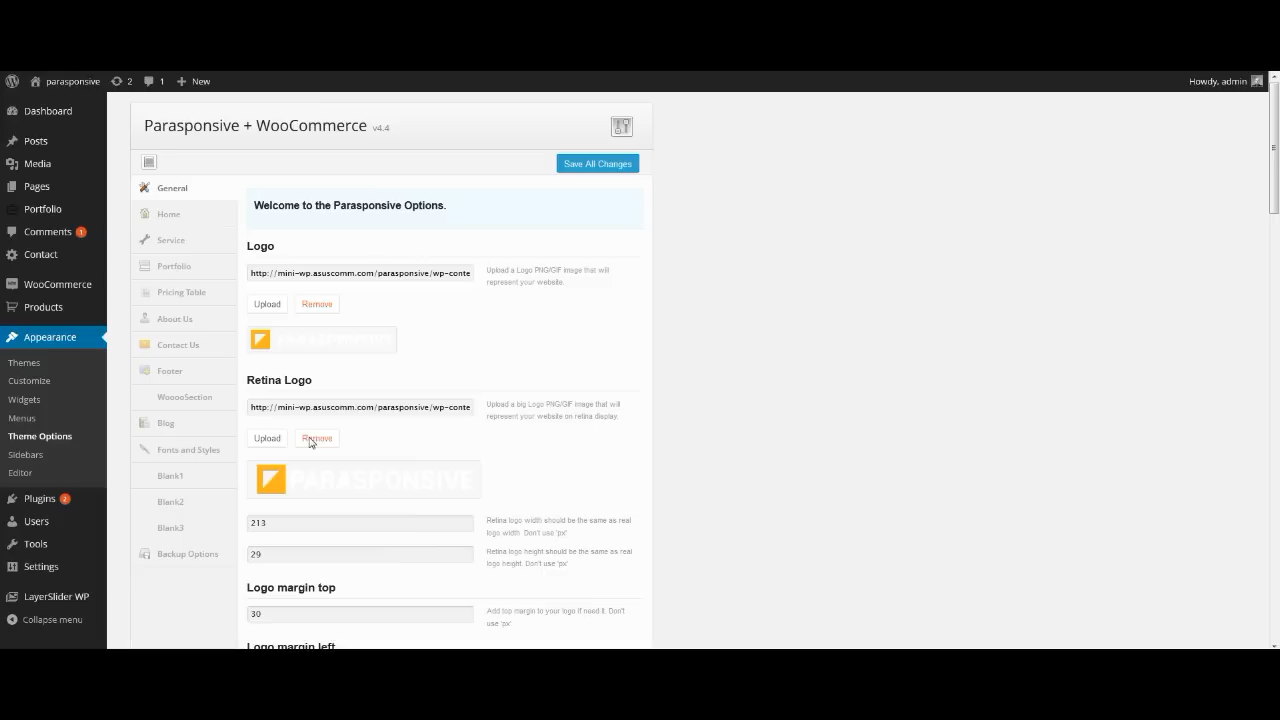 parasponsive 2 1 New Howdy, admin
Dashboard
Posts
Media
Pages
Portfolio
Comments 1
Contact
WooCommerce
Products
Appearance
Themes
Customize
Widgets
Menus
Theme Options
Sidebars
Editor
Plugins 2
Users
Tools
Settings
LayerSlider WP
Collapse menu
Parasponsive + WooCommerce v4.4
Save All Changes
General
Home
Service
Portfolio
Pricing Table
About Us
Contact Us
Footer
WooooSection
Blog
Fonts and Styles
Blank1
Blank2
Blank3
Backup Options
Welcome to the Parasponsive Options.
Logo
http://mini-wp.asuscomm.com/parasponsive/wp-conte
Upload a Logo PNG/GIF image that will
represent your website.
Upload Remove
PARASPONSIVE
Retina Logo
http://mini-wp.asuscomm.com/parasponsive/wp-conte
Upload a big Logo PNG/GIF image that will
represent your website on retina display.
Upload Remove
PARASPONSIVE
213
Retina logo width should be the same as real
logo width. Don't use 'px'
29
Retina logo height should be the same as real
logo height. Don't use 'px'
Logo margin top
30
Add top margin to your logo if need it. Don't
use 'px'
Logo margin left